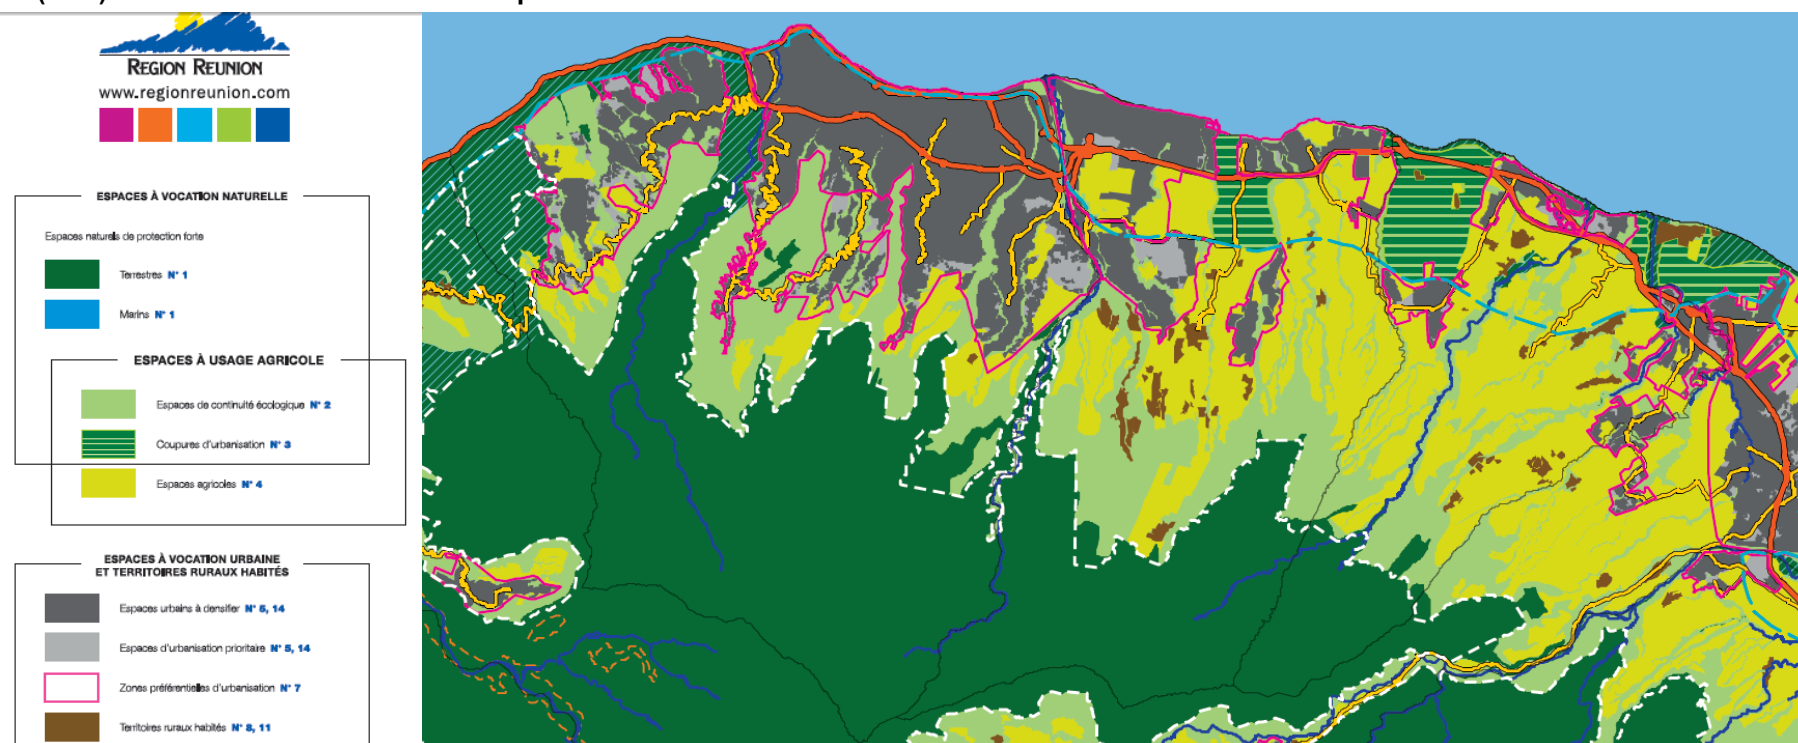 REGION REUNION
www.regionreunion.com
ESPACES À VOCATION NATURELLE
Espaces naturels de protection forte
Terrestres N° 1
Marins N° 1
ESPACES À USAGE AGRICOLE
Espaces de continuité écologique N° 2
Coupures d'urbanisation N° 3
Espaces agricoles N° 4
ESPACES À VOCATION URBAINE
ET TERRITOIRES RURAUX HABITÉS
Espaces urbains à densifier N° 5, 14
Espaces d'urbanisation prioritaire N° 5, 14
Zones préférentielles d'urbanisation N° 7
Territoires ruraux habités N° 8, 11